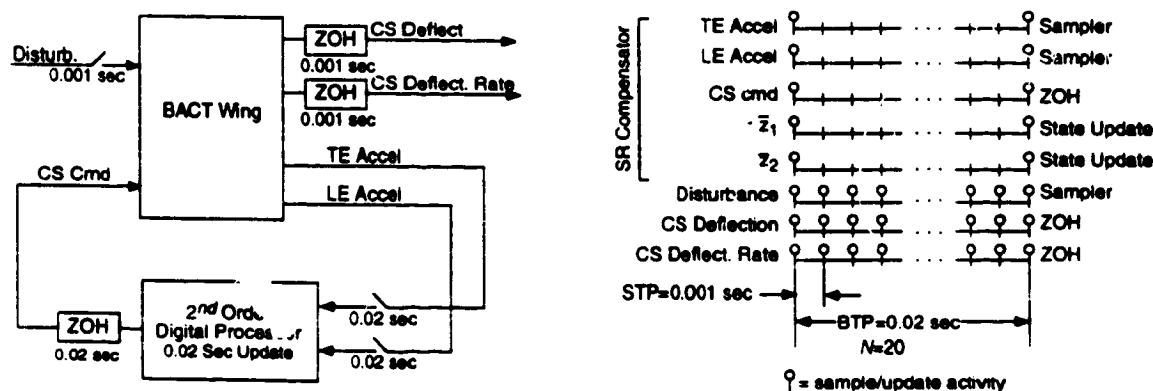 ZOH
CS Deflect
0.001 sec
Disturb.
0.001 sec
ZOH
CS Deflect. Rate
0.001 sec
BACT Wing
TE Accel
CS Cmd
LE Accel
2nd
Digital
0.02 Sec Update
ZOH
0.02 sec
0.02 sec
0.02 sec
SR Compensator
TE Accel
Sampler
LE Accel
Sampler
CS cmd
ZOH
z̅1
State Update
z̅2
State Update
Disturbance
Sampler
CS Deflection
ZOH
CS Deflect. Rate
ZOH
STP=0.001 sec
BTP=0.02 sec
N=20
= sample/update activity